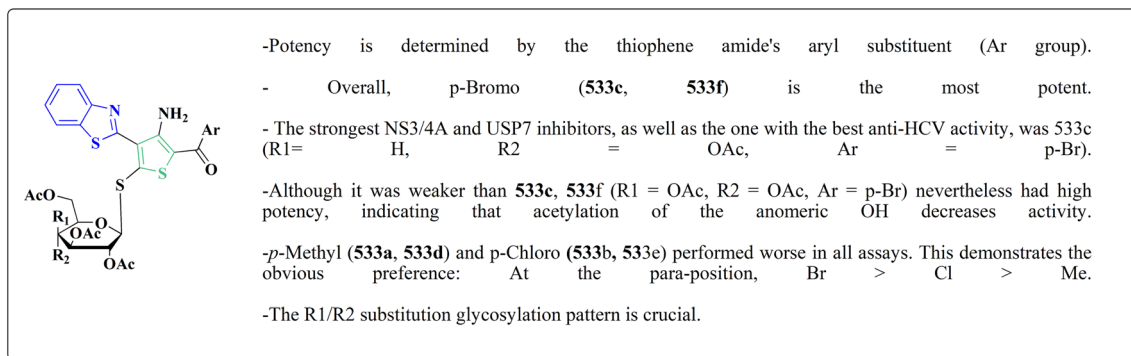 -Potency is determined by the thiophene amide's aryl substituent (Ar group).
- Overall, p-Bromo (533c, 533f) is the most potent.
- The strongest NS3/4A and USP7 inhibitors, as well as the one with the best anti-HCV activity, was 533c
(R1= H, R2 = OAc, Ar = p-Br).
-Although it was weaker than 533c, 533f (R1 = OAc, R2 = OAc, Ar = p-Br) nevertheless had high
potency, indicating that acetylation of the anomeric OH decreases activity.
-p-Methyl (533a, 533d) and p-Chloro (533b, 533e) performed worse in all assays. This demonstrates the
obvious preference: At the para-position, Br > Cl > Me.
-The R1/R2 substitution glycosylation pattern is crucial.
N
NH2
Ar
S
S
O
S
AcO
R1
O
OAc
R2
OAc